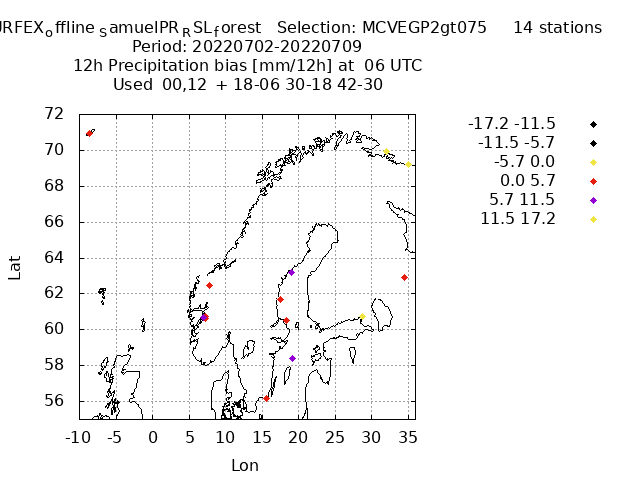 URFEXoffline SamuelPR RSLforest   Selection: MCVEGP2gt075     14 stations
Period: 20220702-20220709
12h Precipitation bias [mm/12h] at  06 UTC
Used  00,12  + 18-06 30-18 42-30
-17.2 -11.5
-11.5 -5.7
-5.7 0.0
0.0 5.7
5.7 11.5
11.5 17.2
72
70
68
66
64
62
60
58
56
Lat
-10 -5 0 5 10 15 20 25 30 35
Lon